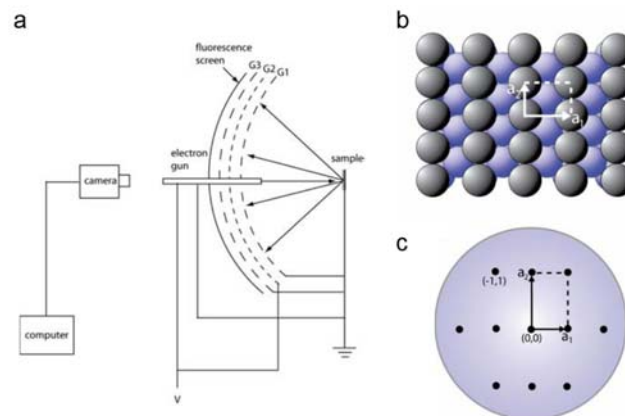 a
fluorescence
screen
G3 G2 G1
electron
gun
sample
camera
computer
V
b
a2
a1
c
(-1,1)
a2
(0,0)
a1